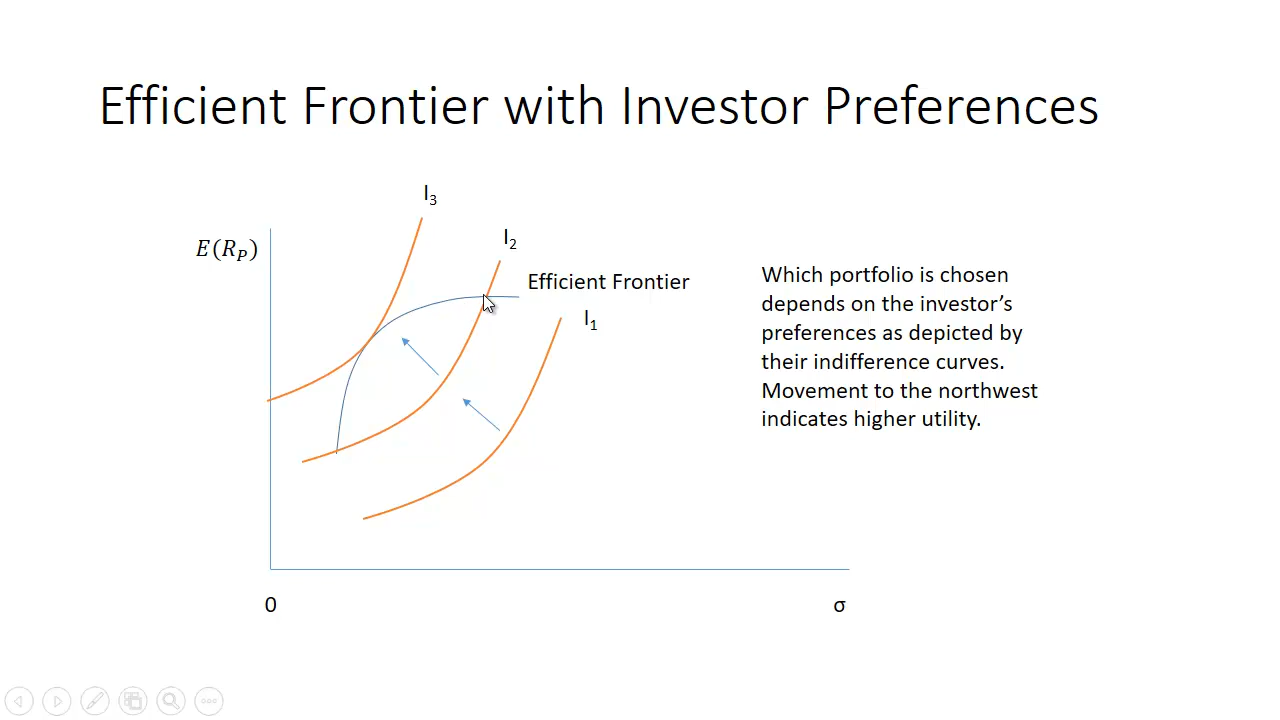 Efficient Frontier with Investor Preferences
I₃
E(R_P)
I₂
Efficient Frontier
I₁
Which portfolio is chosen
depends on the investor’s
preferences as depicted by
their indifference curves.
Movement to the northwest
indicates higher utility.
0
σ